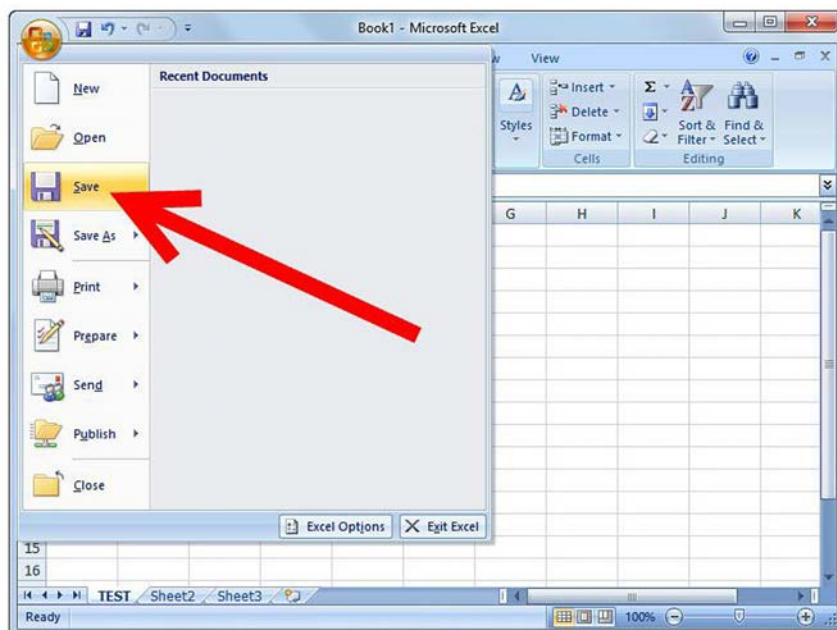 Book1 - Microsoft Excel
View
Recent Documents
New
Open
Save
Save As
Print
Prepare
Send
Publish
Close
Excel Options
Exit Excel
Styles
Insert
Delete
Format
Cells
Σ
Sort & Filter
Find & Select
Editing
G H I J K
15
16
TEST Sheet2 Sheet3
Ready
100%